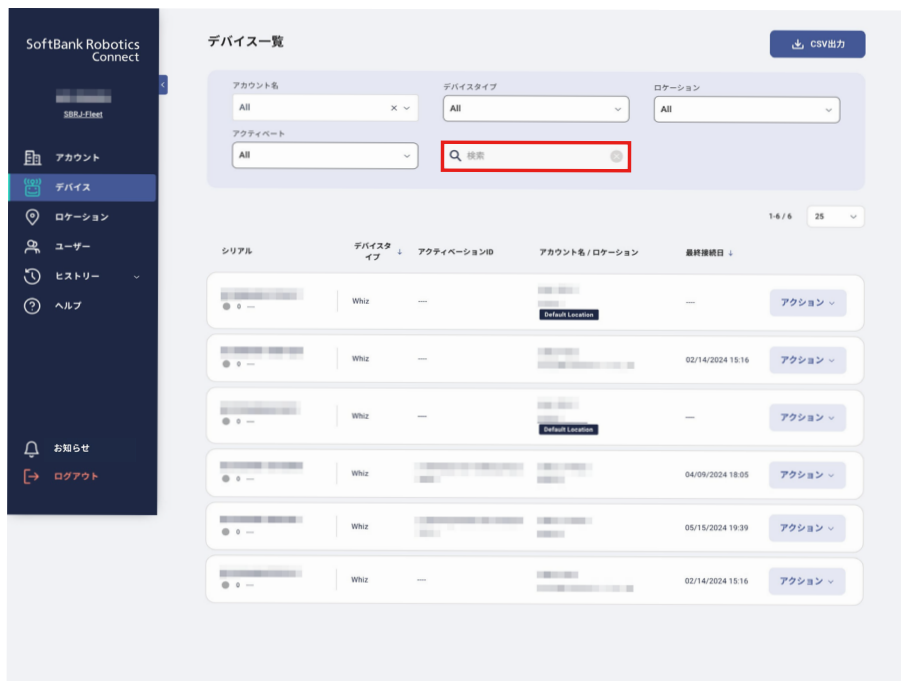 SoftBank Robotics
Connect
SBRJ-Fleet
アカウント
デバイス
ロケーション
ユーザー
ヒストリー
ヘルプ
お知らせ
ログアウト
デバイス一覧
CSV出力
アカウント名
All
デバイスタイプ
All
ロケーション
All
アクティベート
All
検索
1-6 / 6
25
シリアル
デバイスタ
イプ
アクティベーションID
アカウント名 / ロケーション
最終接続日
0 —
Whiz
—
Default Location
—
アクション
0 —
Whiz
—
02/14/2024 15:16
アクション
0 —
Whiz
—
Default Location
—
アクション
0 —
Whiz
04/09/2024 18:05
アクション
0 —
Whiz
05/15/2024 19:39
アクション
0 —
Whiz
—
02/14/2024 15:16
アクション